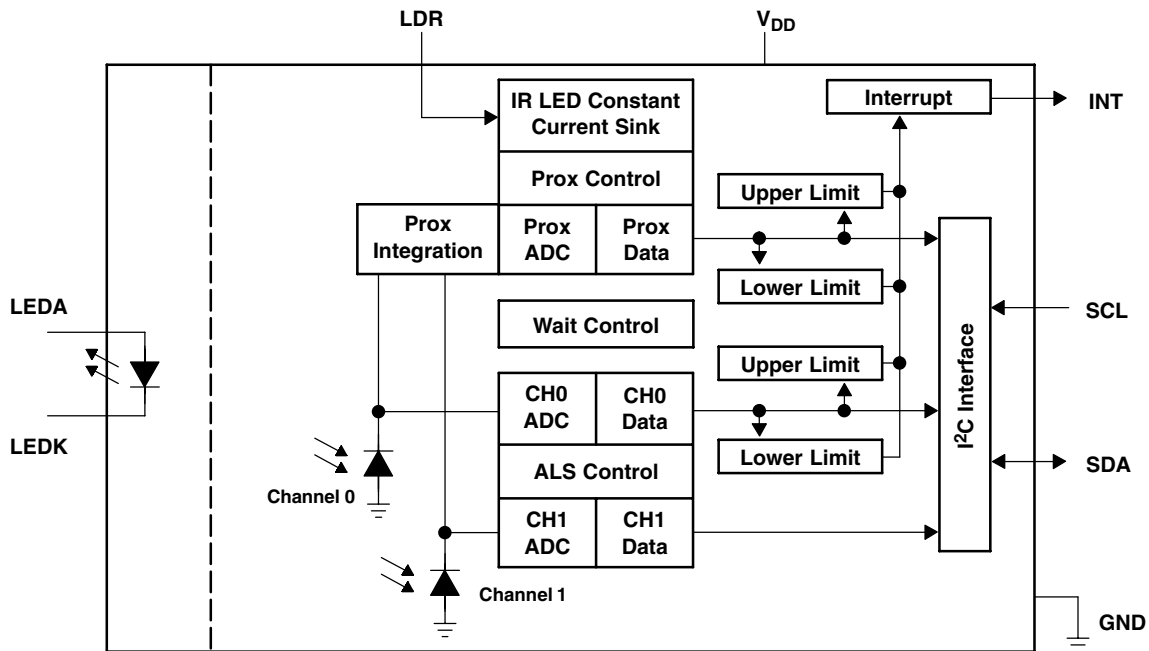 LDR
VDD
IR LED Constant
Current Sink
Interrupt
INT
Prox Control
Upper Limit
Prox
Integration
Prox
ADC
Prox
Data
Lower Limit
LEDA
SCL
Wait Control
Upper Limit
CH0
ADC
CH0
Data
I²C Interface
LEDK
Lower Limit
SDA
ALS Control
Channel 0
CH1
ADC
CH1
Data
Channel 1
GND